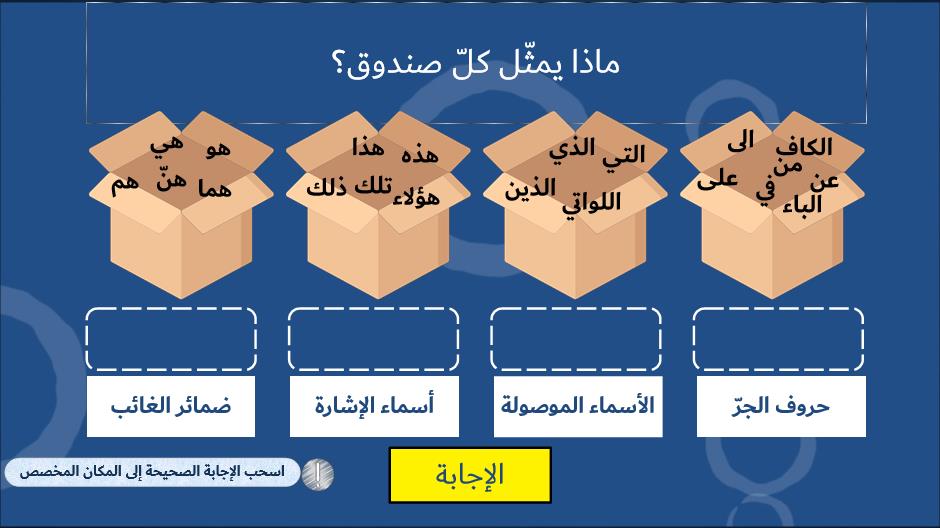 ماذا يمثّل كلّ صندوق؟
الكاف
الى
من
عن
على
في
الباء
الذي
التي
الذين
اللواتي
هذا
هذه
تلك
ذلك
هؤلاء
هي
هو
هنّ
هم
هما
حروف الجرّ
الأسماء الموصولة
أسماء الإشارة
ضمائر الغائب
الإجابة
اسحب الإجابة الصحيحة إلى المكان المخصص
!